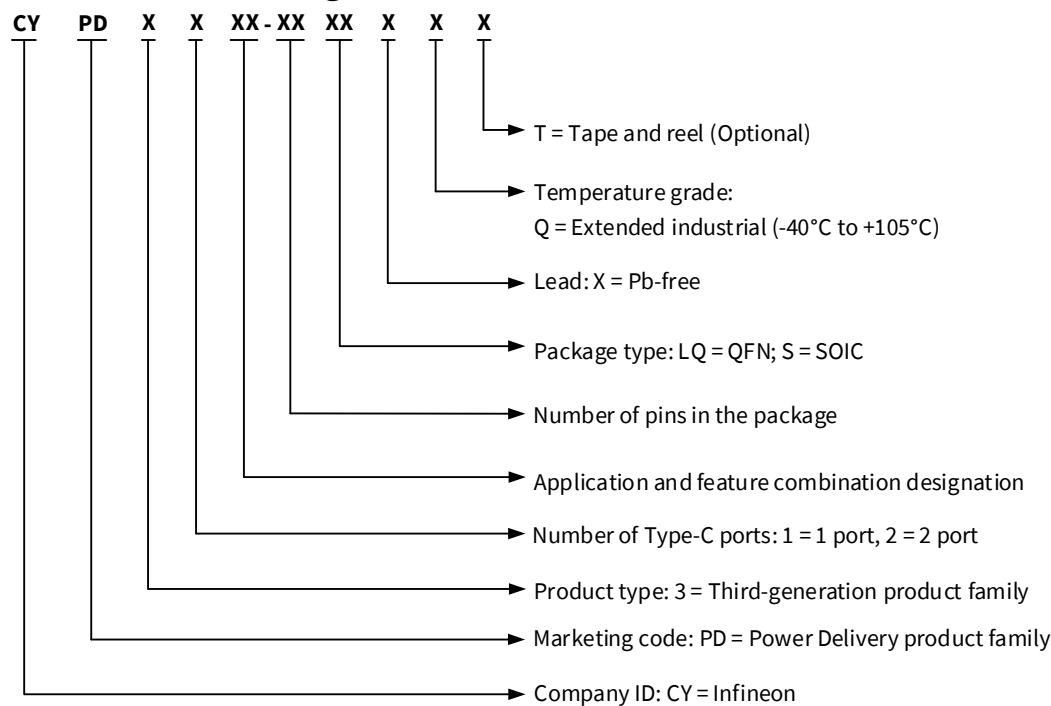 CY PD X X XX - XX XX X X X
T = Tape and reel (Optional)
Temperature grade:
Q = Extended industrial (-40°C to +105°C)
Lead: X = Pb-free
Package type: LQ = QFN; S = SOIC
Number of pins in the package
Application and feature combination designation
Number of Type-C ports: 1 = 1 port, 2 = 2 port
Product type: 3 = Third-generation product family
Marketing code: PD = Power Delivery product family
Company ID: CY = Infineon